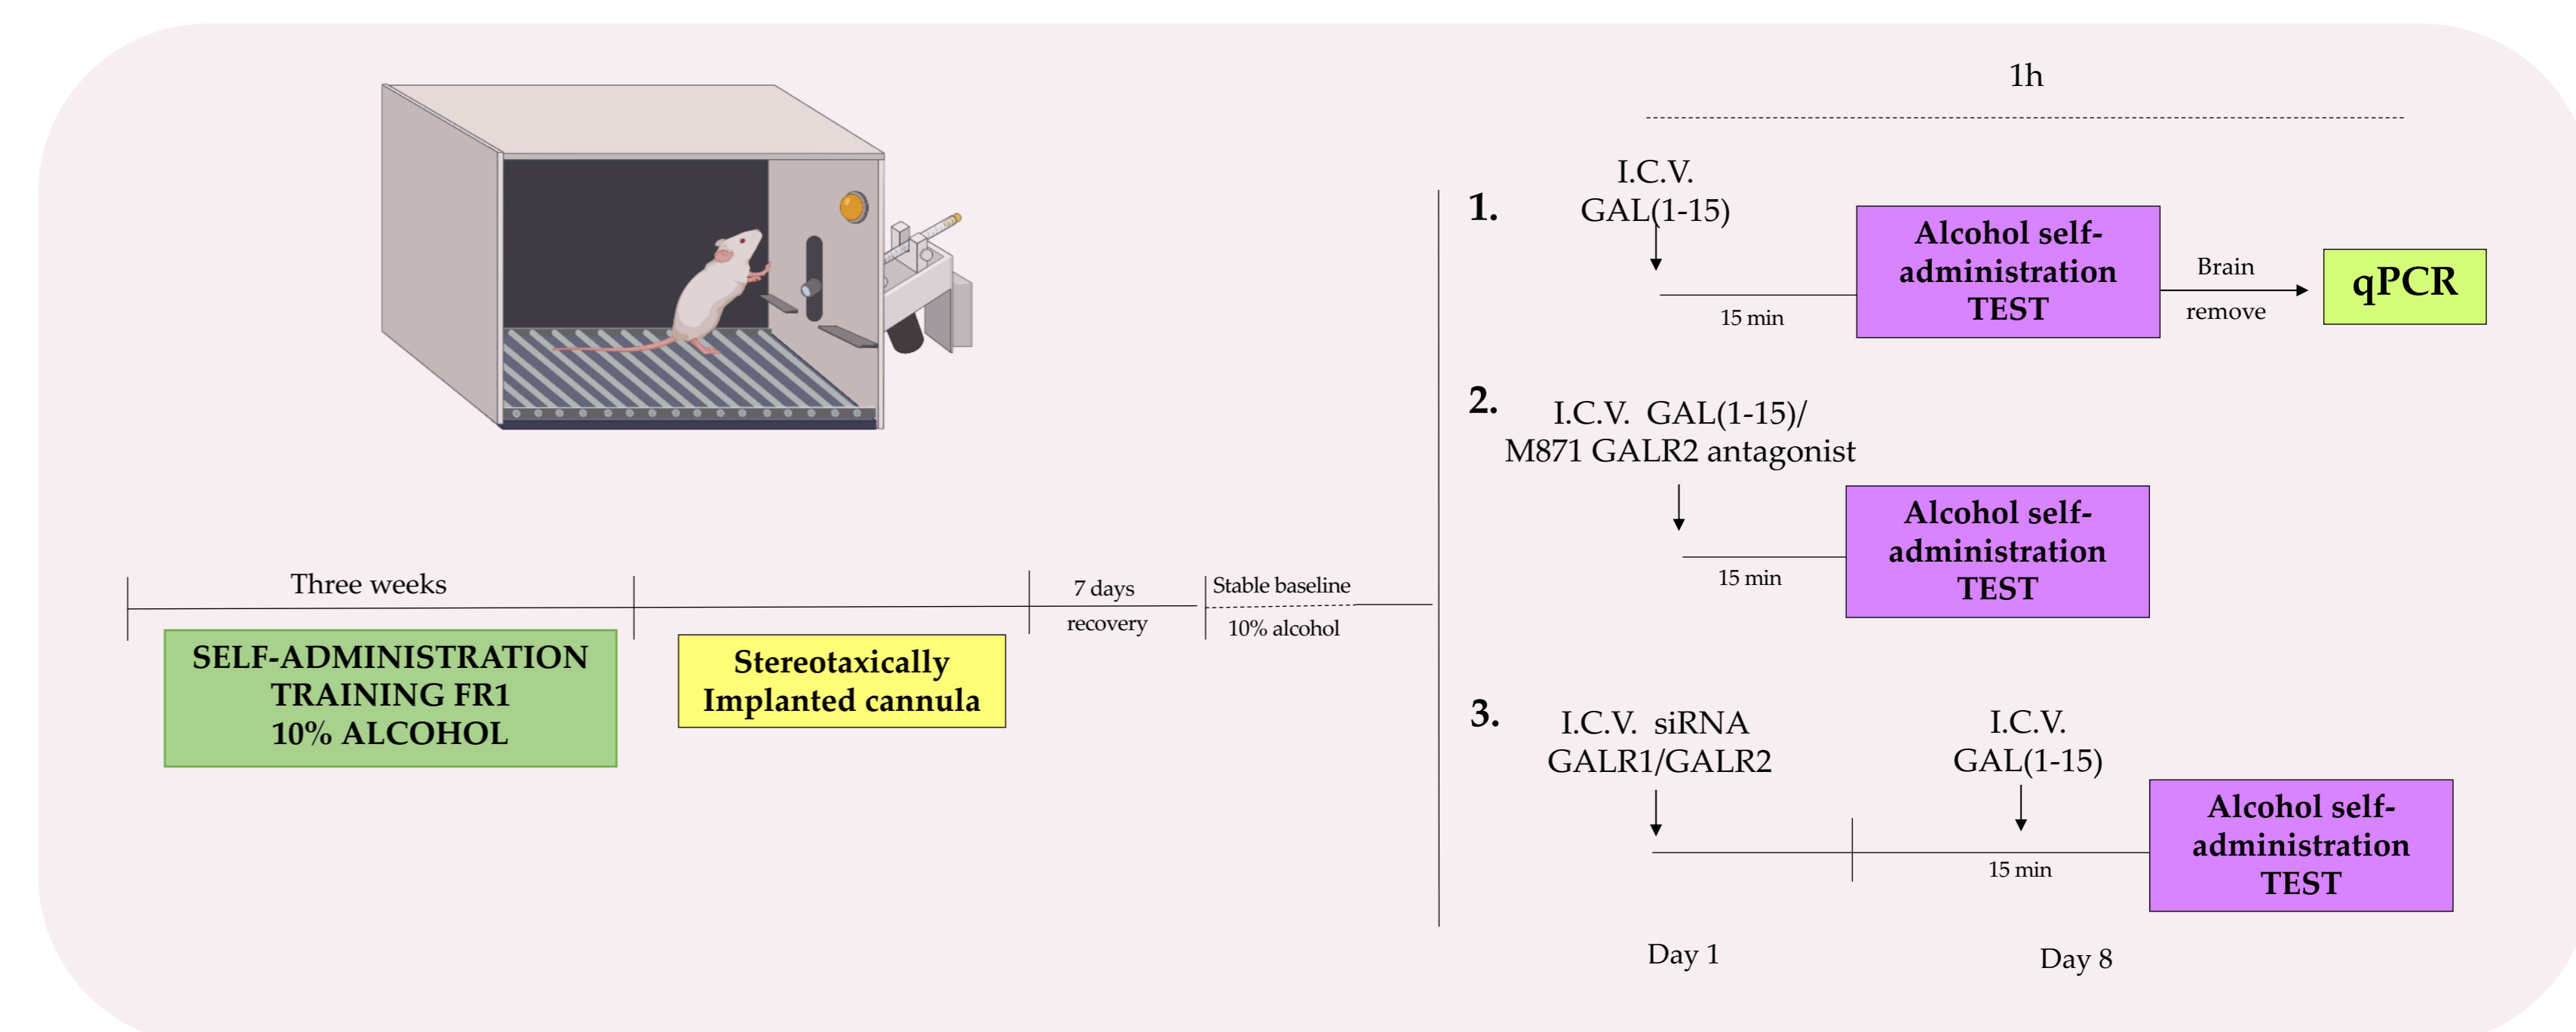 Three weeks
SELF-ADMINISTRATION
TRAINING FR1
10% ALCOHOL
Stereotaxically
Implanted cannula
7 days
recovery
Stable baseline
10% alcohol
1h
1.
I.C.V.
GAL(1-15)
15 min
Alcohol self-
administration
TEST
Brain
remove
qPCR
2.
I.C.V. GAL(1-15)/
M871 GALR2 antagonist
15 min
Alcohol self-
administration
TEST
3.
I.C.V. siRNA
GALR1/GALR2
I.C.V.
GAL(1-15)
15 min
Alcohol self-
administration
TEST
Day 1
Day 8